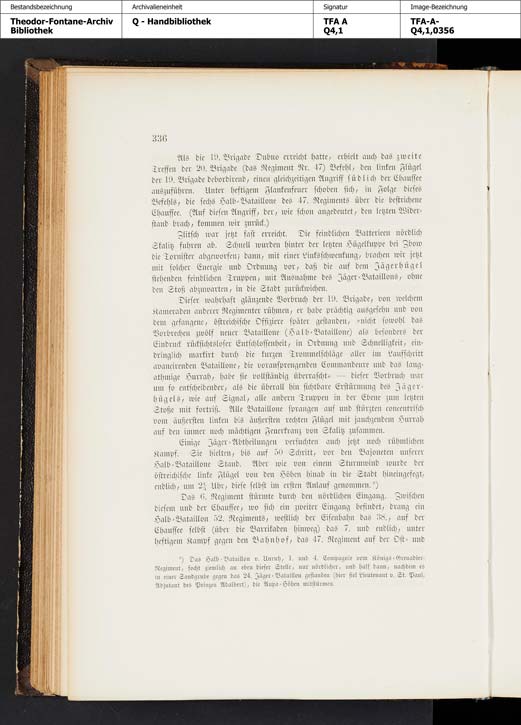 Bestandsbezeichnung Archivalieneinheit Signatur Image-Bezeichnung
Theodor-Fontane-Archiv Q - Handbibliothek TFA A TFA-A-
Bibliothek Q4,1 Q4,1,0356
336
Als die 19. Brigade Dubno erreicht hatte, erhielt auch das zweite
Treffen der 20. Brigade (das Regiment Nr. 47) Befehl, den linken Flügel
der 19. Brigade debordirend, einen gleichzeitigen Angriff südlich der Chaussee
auszuführen. Unter heftigem Flankenfeuer schoben sich, in Folge dieses
Befehls, die sechs Halb-Bataillone des 47. Regiments über die bestrichene
Chaussee. (Auf diesen Angriff, der, wie schon angedeutet, den letzten Wider-
stand brach, kommen wir zurück.)
Zlitsch war jetzt fast erreicht. Die feindlichen Batterieen nördlich
Skalitz fuhren ab. Schnell wurden hinter der letzten Hügelkuppe bei Zbow
die Tornister abgeworfen; dann, mit einer Linksschwenkung, brachen wir jetzt
mit solcher Energie und Ordnung vor, daß die auf dem Jägerhügel
stehenden feindlichen Truppen, mit Ausnahme des Jäger-Bataillons, ohne
den Stoß abzuwarten, in die Stadt zurückwichen.
Dieser wahrhaft glänzende Vorbruch der 19. Brigade, von welchem
Kameraden anderer Regimenter rühmen, er habe prächtig ausgesehn und von
dem gefangene, östreichische Offiziere später gestanden, »nicht sowohl das
Vorbrechen zwölf neuer Bataillone (Halb-Bataillone) als besonders der
Eindruck rücksichtsloser Entschlossenheit, in Ordnung und Schnelligkeit, ein-
dringlich markirt durch die kurzen Trommelschläge aller im Laufschritt
avancirenden Bataillone, die voraufsprengenden Commandeure und das lang-
athmige Hurrah, habe sie vollständig überrascht« — dieser Vorbruch war
um so entscheidender, als die überall hin sichtbare Erstürmung des Jäger-
hügels, wie auf Signal, alle andern Truppen in der Ebene zum letzten
Stoße mit fortriß. Alle Bataillone sprangen auf und stürzten concentrisch
vom äußersten linken bis äußersten rechten Flügel mit jauchzendem Hurrah
auf den immer noch mächtigen Feuerkranz von Skalitz zusammen.
Einige Jäger-Abtheilungen versuchten auch jetzt noch rühmlichen
Kampf. Sie hielten, bis auf 50 Schritt, vor den Bajoneten unserer
Halb-Bataillone Stand. Aber wie von einem Sturmwind wurde der
östreichische linke Flügel von den Höhen hinab in die Stadt hineingefegt,
endlich, um 2¼ Uhr, diese selbst im ersten Anlauf genommen.*)
Das 6. Regiment stürmte durch den nördlichen Eingang. Zwischen
diesem und der Chaussee, wo sich ein zweiter Eingang befindet, drang ein
Halb-Bataillon 52. Regiments, westlich der Eisenbahn das 38., auf der
Chaussee selbst (über die Barrikaden hinweg) das 7. und endlich, unter
heftigem Kampf gegen den Bahnhof, das 47. Regiment auf der Ost- und
*) Das Halb-Bataillon v. Unruh, 1. und 4. Compagnie vom Königs-Grenadier-
Regiment, focht ziemlich an eben dieser Stelle, nur nördlicher, und half dann, nachdem es
in einer Sandgrube gegen das 24. Jäger-Bataillon gestanden (hier fiel Lieutenant v. St. Paul,
Adjutant des Prinzen Adalbert), die Aupa-Höhen mitstürmen.